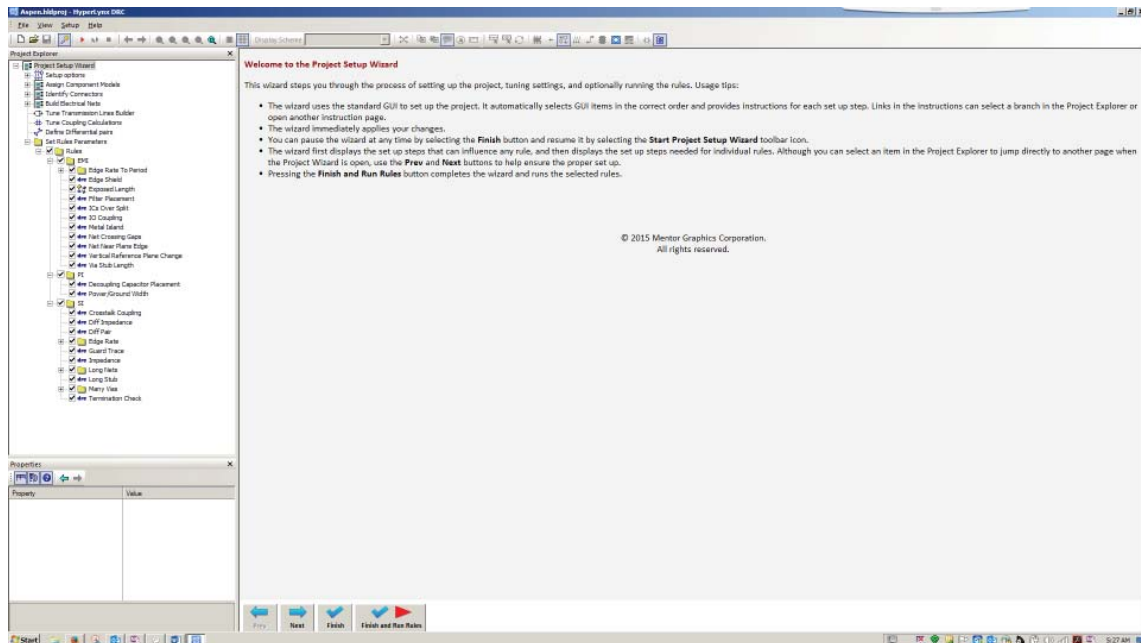 Aspen.hldproj - HyperLynx DRC
File View Setup Help
Display Scheme
Project Explorer
Project Setup Wizard
Setup options
Assign Component Models
Identify Connectors
Build Electrical Nets
Tune Transmission Lines Builder
Tune Coupling Calculations
Define Differential pairs
Set Rules Parameters
Rules
EMI
Edge Rate To Period
Edge Shield
Exposed Length
Filter Placement
ICs Over Split
IO Coupling
Metal Island
Net Crossing Gaps
Net Near Plane Edge
Vertical Reference Plane Change
Via Stub Length
PI
Decoupling Capacitor Placement
Power/Ground Width
SI
Crosstalk Coupling
Diff Impedance
Diff Pair
Edge Rate
Guard Trace
Impedance
Long Nets
Long Stub
Many Vias
Termination Check
Properties
Property Value
Welcome to the Project Setup Wizard
This wizard steps you through the process of setting up the project, tuning settings, and optionally running the rules. Usage tips:
• The wizard uses the standard GUI to set up the project. It automatically selects GUI items in the correct order and provides instructions for each set up step. Links in the instructions can select a branch in the Project Explorer or
open another instruction page.
• The wizard immediately applies your changes.
• You can pause the wizard at any time by selecting the Finish button and resume it by selecting the Start Project Setup Wizard toolbar icon.
• The wizard first displays the set up steps that can influence any rule, and then displays the set up steps needed for individual rules. Although you can select an item in the Project Explorer to jump directly to another page when
the Project Wizard is open, use the Prev and Next buttons to help ensure the proper set up.
• Pressing the Finish and Run Rules button completes the wizard and runs the selected rules.
© 2015 Mentor Graphics Corporation.
All rights reserved.
Prev Next Finish Finish and Run Rules
Start 5:27 AM